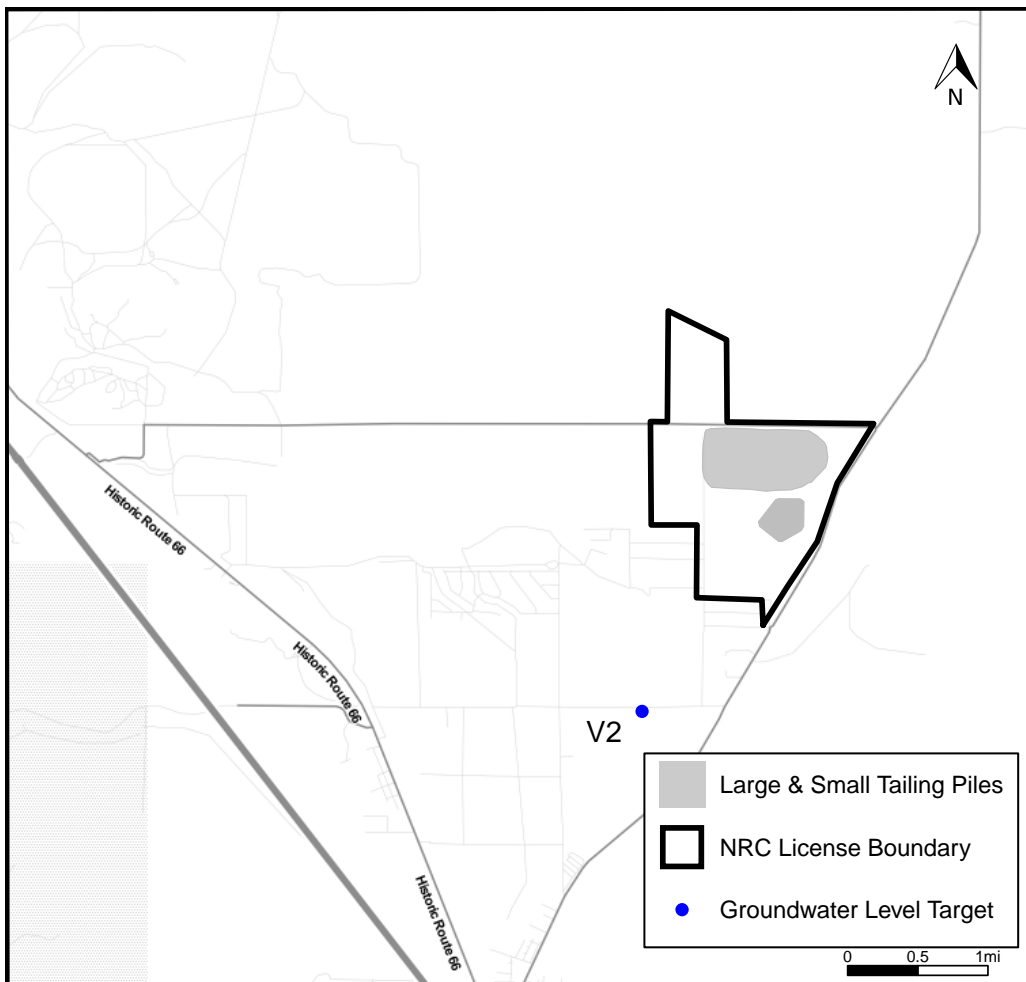 N
Historic Route 66
Historic Route 66
V2
Large & Small Tailing Piles
NRC License Boundary
Historic Route 66
Groundwater Level Target
0 0.5 1mi